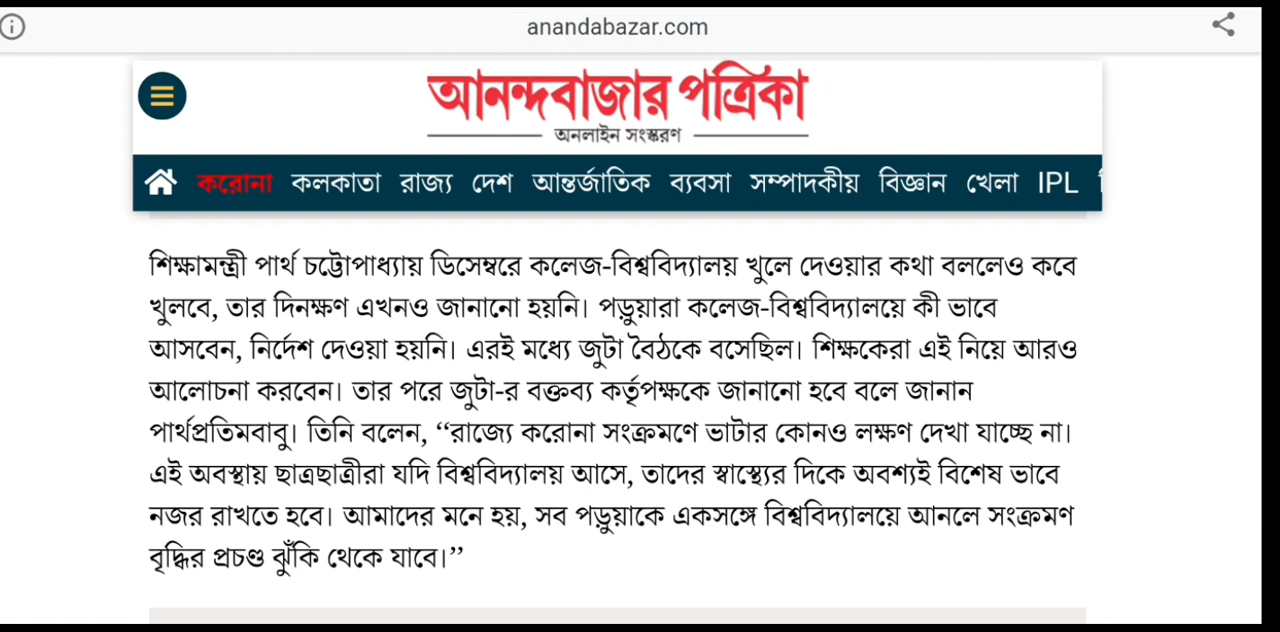 anandabazar.com
আনন্দবাজার পত্রিকা
অনলাইন সংস্করণ
করোনা কলকাতা রাজ্য দেশ আন্তর্জাতিক ব্যবসা সম্পাদকীয় বিজ্ঞান খেলা IPL
শিক্ষামন্ত্রী পার্থ চট্টোপাধ্যায় ডিসেম্বরে কলেজ-বিশ্ববিদ্যালয় খুলে দেওয়ার কথা বললেও কবে
খুলবে, তার দিনক্ষণ এখনও জানানো হয়নি। পড়ুয়ারা কলেজ-বিশ্ববিদ্যালয়ে কী ভাবে
আসবেন, নির্দেশ দেওয়া হয়নি। এরই মধ্যে জুটা বৈঠকে বসেছিল। শিক্ষকেরা এই নিয়ে আরও
আলোচনা করবেন। তার পরে জুটা-র বক্তব্য কর্তৃপক্ষকে জানানো হবে বলে জানান
পার্থপ্রতিমবাবু। তিনি বলেন, ‘‘রাজ্যে করোনা সংক্রমণে ভাটার কোনও লক্ষণ দেখা যাচ্ছে না।
এই অবস্থায় ছাত্রছাত্রীরা যদি বিশ্ববিদ্যালয় আসে, তাদের স্বাস্থ্যের দিকে অবশ্যই বিশেষ ভাবে
নজর রাখতে হবে। আমাদের মনে হয়, সব পড়ুয়াকে একসঙ্গে বিশ্ববিদ্যালয়ে আনলে সংক্রমণ
বৃদ্ধির প্রচণ্ড ঝুঁকি থেকে যাবে।’’